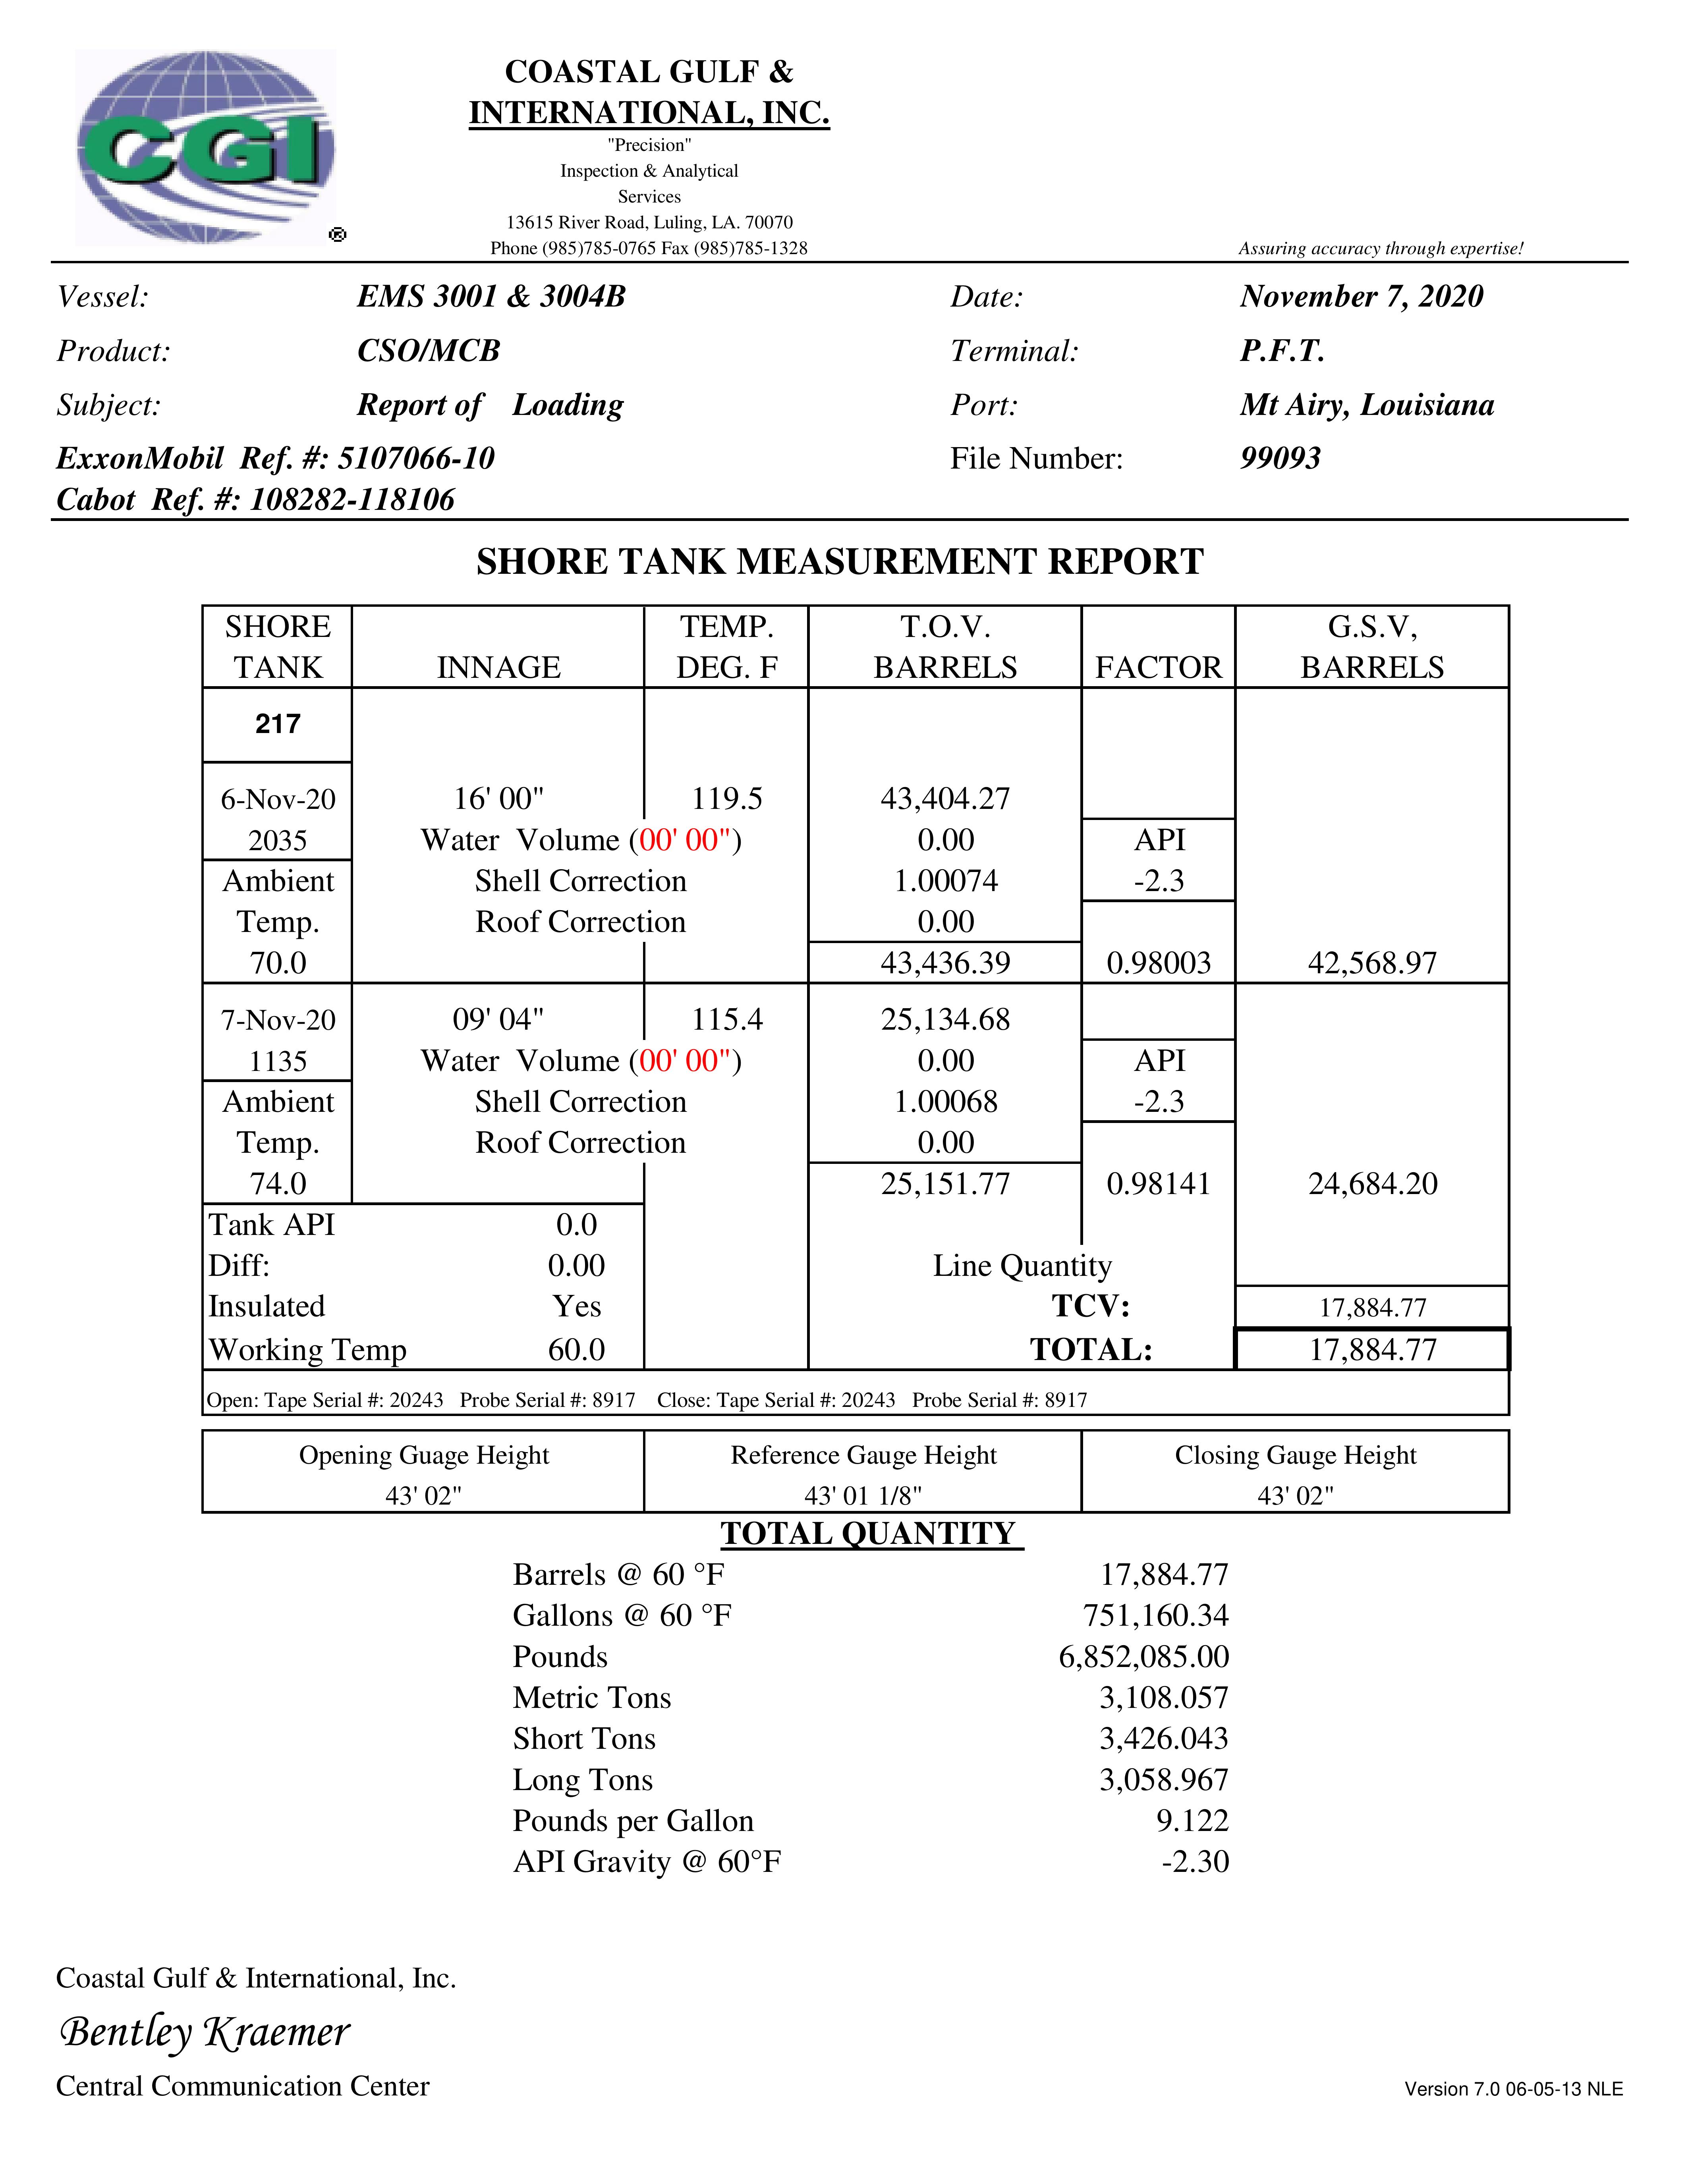 CGI ®
COASTAL GULF &
INTERNATIONAL, INC.
"Precision"
Inspection & Analytical
Services
13615 River Road, Luling, LA. 70070
Phone (985)785-0765 Fax (985)785-1328
Assuring accuracy through expertise!
Vessel: EMS 3001 & 3004B Date: November 7, 2020
Product: CSO/MCB Terminal: P.F.T.
Subject: Report of Loading Port: Mt Airy, Louisiana
ExxonMobil Ref. #: 5107066-10 File Number: 99093
Cabot Ref. #: 108282-118106
SHORE TANK MEASUREMENT REPORT
SHORE TEMP. T.O.V. G.S.V,
TANK INNAGE DEG. F BARRELS FACTOR BARRELS
217
6-Nov-20 16' 00" 119.5 43,404.27
2035 Water Volume (00' 00") 0.00 API
Ambient Shell Correction 1.00074 -2.3
Temp. Roof Correction 0.00
70.0 43,436.39 0.98003 42,568.97
7-Nov-20 09' 04" 115.4 25,134.68
1135 Water Volume (00' 00") 0.00 API
Ambient Shell Correction 1.00068 -2.3
Temp. Roof Correction 0.00
74.0 25,151.77 0.98141 24,684.20
Tank API 0.0
Diff: 0.00 Line Quantity
Insulated Yes TCV: 17,884.77
Working Temp 60.0 TOTAL: 17,884.77
Open: Tape Serial #: 20243 Probe Serial #: 8917 Close: Tape Serial #: 20243 Probe Serial #: 8917
Opening Guage Height Reference Gauge Height Closing Gauge Height
43' 02" 43' 01 1/8" 43' 02"
TOTAL QUANTITY
Barrels @ 60 °F 17,884.77
Gallons @ 60 °F 751,160.34
Pounds 6,852,085.00
Metric Tons 3,108.057
Short Tons 3,426.043
Long Tons 3,058.967
Pounds per Gallon 9.122
API Gravity @ 60°F -2.30
Coastal Gulf & International, Inc.
Bentley Kraemer
Central Communication Center
Version 7.0 06-05-13 NLE